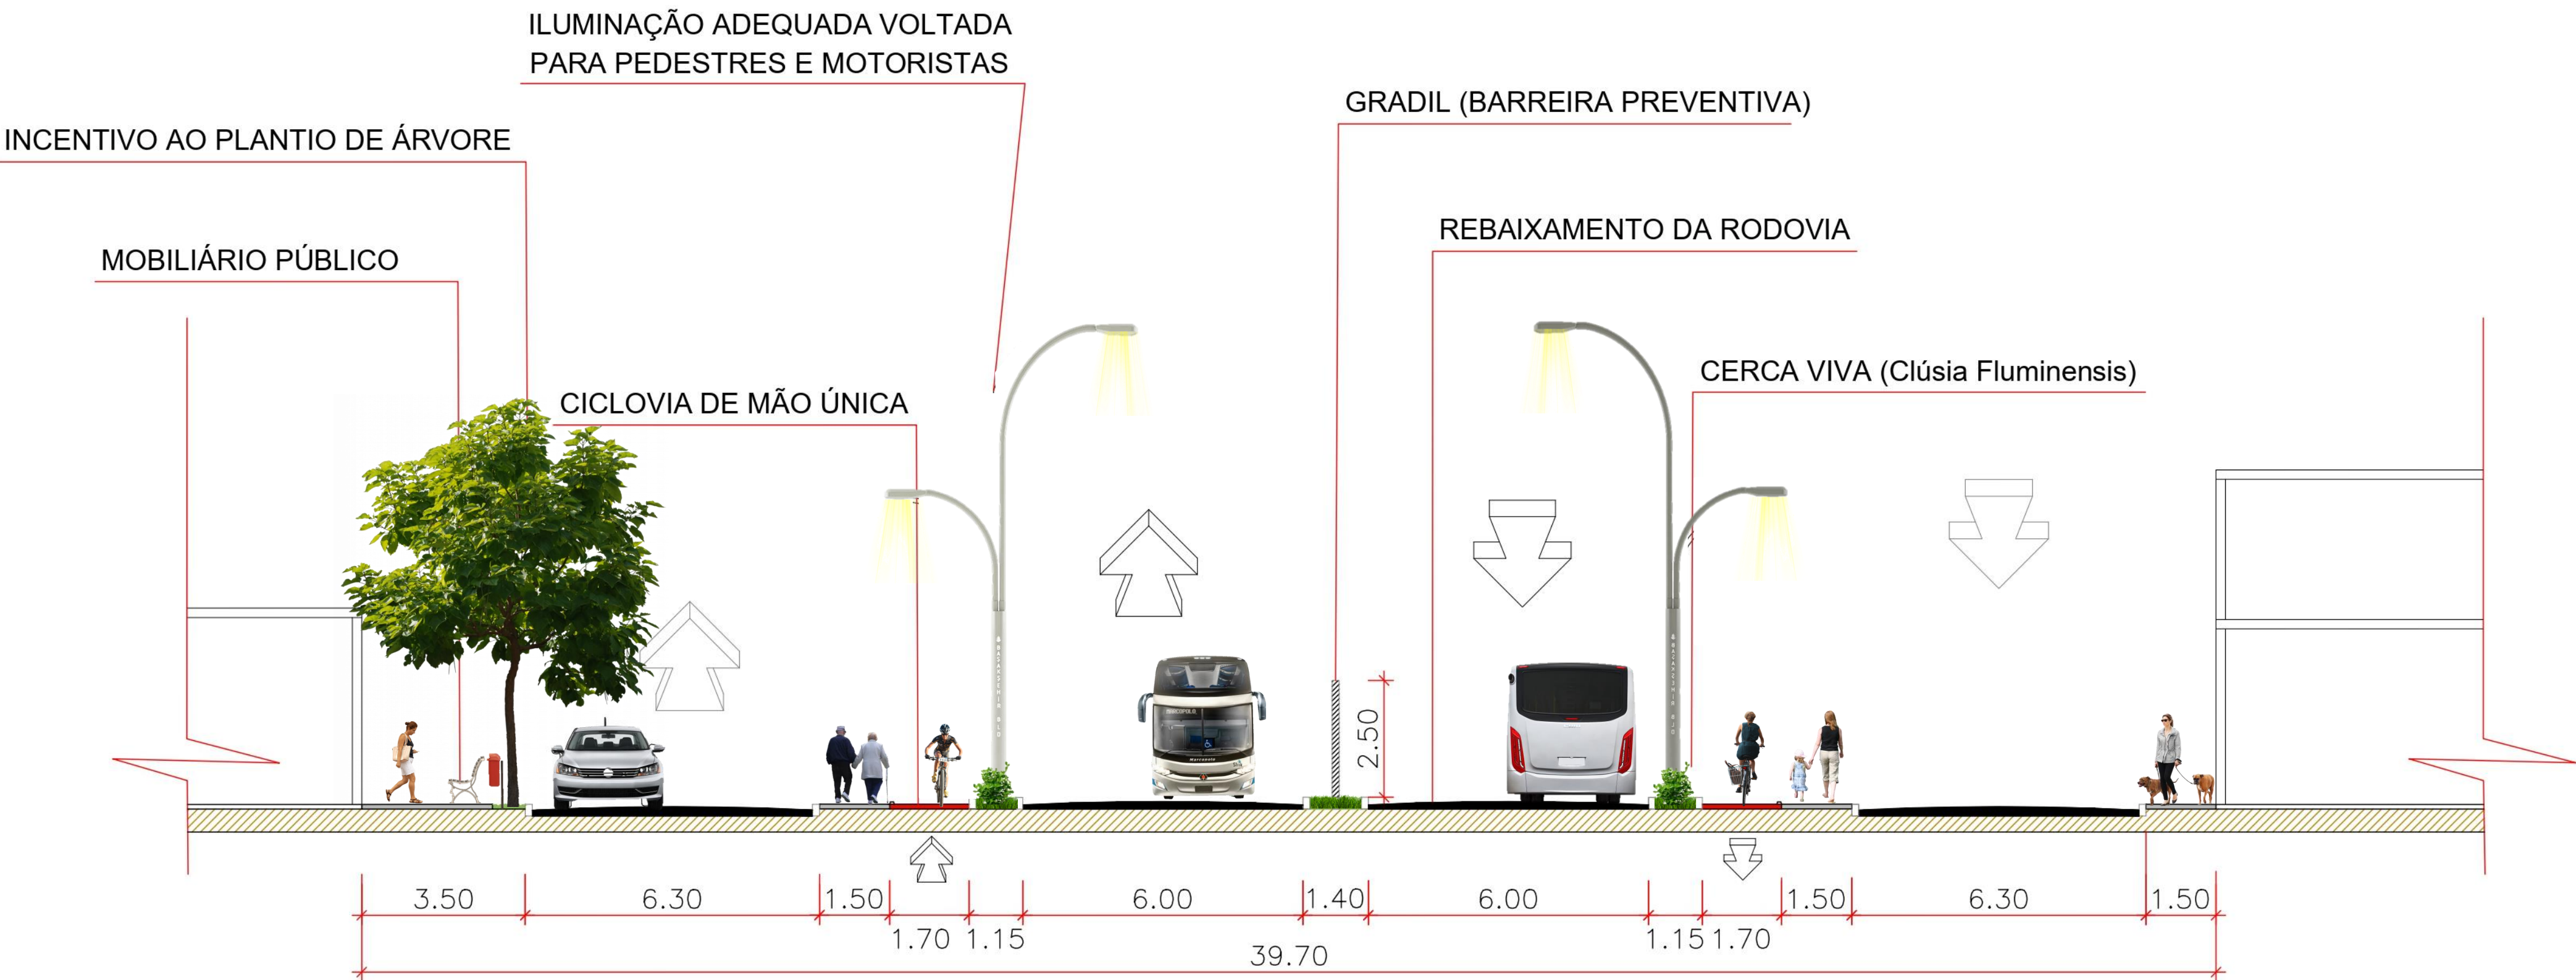 ILUMINAÇÃO ADEQUADA VOLTADA
PARA PEDESTRES E MOTORISTAS
GRADIL (BARREIRA PREVENTIVA)
INCENTIVO AO PLANTIO DE ÁRVORE
REBAIXAMENTO DA RODOVIA
MOBILIÁRIO PÚBLICO
CERCA VIVA (Clúsia Fluminensis)
CICLOVIA DE MÃO ÚNICA
2.50
MARCOPOLO
Marcopolo
3.50
6.30
1.50
6.00
1.40
6.00
1.50
6.30
1.50
1.70
1.15
1.15
1.70
39.70